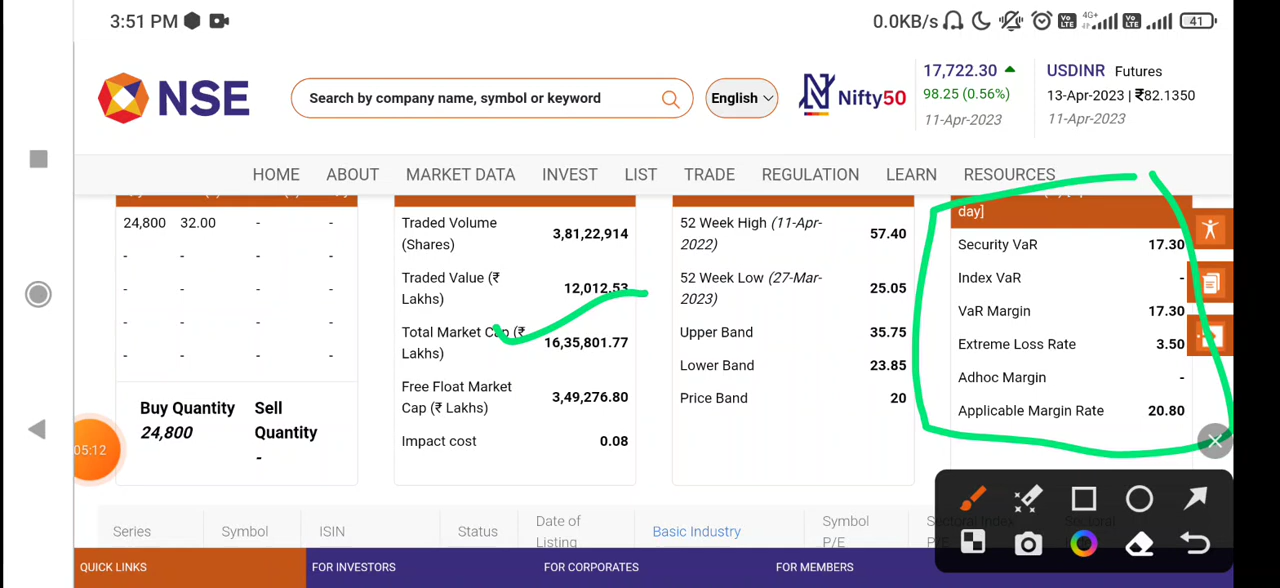 3:51 PM
0.0KB/s
4G+
Vo LTE
Vo LTE
41
NSE
Search by company name, symbol or keyword
English
Nifty50
17,722.30
98.25 (0.56%)
11-Apr-2023
USDINR Futures
13-Apr-2023 | ₹82.1350
11-Apr-2023
HOME ABOUT MARKET DATA INVEST LIST TRADE REGULATION LEARN RESOURCES
24,800 32.00 - -
- - - -
- - - -
- - - -
- - - -
Buy Quantity Sell Quantity
24,800 -
Traded Volume (Shares) 3,81,22,914
Traded Value (₹ Lakhs) 12,012.53
Total Market Cap (₹ Lakhs) 16,35,801.77
Free Float Market Cap (₹ Lakhs) 3,49,276.80
Impact cost 0.08
52 Week High (11-Apr-2022) 57.40
52 Week Low (27-Mar-2023) 25.05
Upper Band 35.75
Lower Band 23.85
Price Band 20
day]
Security VaR 17.30
Index VaR -
VaR Margin 17.30
Extreme Loss Rate 3.50
Adhoc Margin -
Applicable Margin Rate 20.80
05:12
Series Symbol ISIN Status Date of Listing Basic Industry Symbol P/E
QUICK LINKS FOR INVESTORS FOR CORPORATES FOR MEMBERS